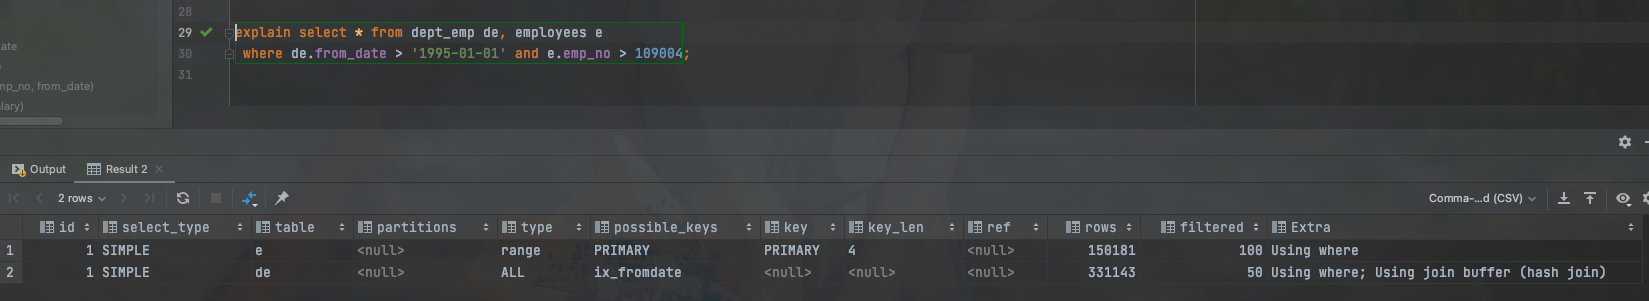 28
29 explain select * from dept_emp de, employees e
30 where de.from_date > '1995-01-01' and e.emp_no > 109004;
31
ate
mp_no, from_date)
lary)
Output Result 2
2 rows Comma-...d (CSV)
id select_type table partitions type possible_keys key key_len ref rows filtered Extra
1 1 SIMPLE e <null> range PRIMARY PRIMARY 4 <null> 150181 100 Using where
2 1 SIMPLE de <null> ALL ix_fromdate <null> <null> <null> 331143 50 Using where; Using join buffer (hash join)